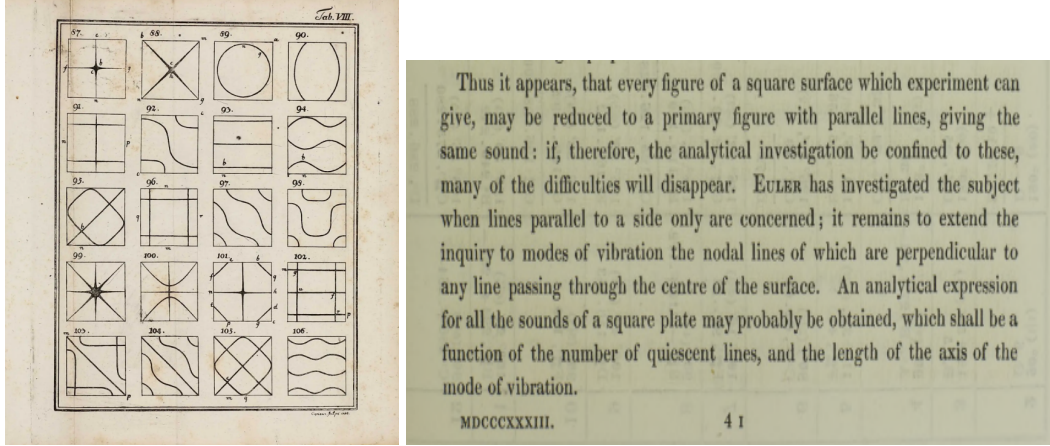 Tab. VIII.
87. 88. 89. 90.
91. 92. 93. 94.
95. 96. 97. 98.
99. 100. 101. 102.
103. 104. 105. 106.
Thus it appears, that every figure of a square surface which experiment can
give, may be reduced to a primary figure with parallel lines, giving the
same sound: if, therefore, the analytical investigation be confined to these,
many of the difficulties will disappear. EULER has investigated the subject
when lines parallel to a side only are concerned; it remains to extend the
inquiry to modes of vibration the nodal lines of which are perpendicular to
any line passing through the centre of the surface. An analytical expression
for all the sounds of a square plate may probably be obtained, which shall be a
function of the number of quiescent lines, and the length of the axis of the
mode of vibration.
MDCCCXXXIII. 4 I